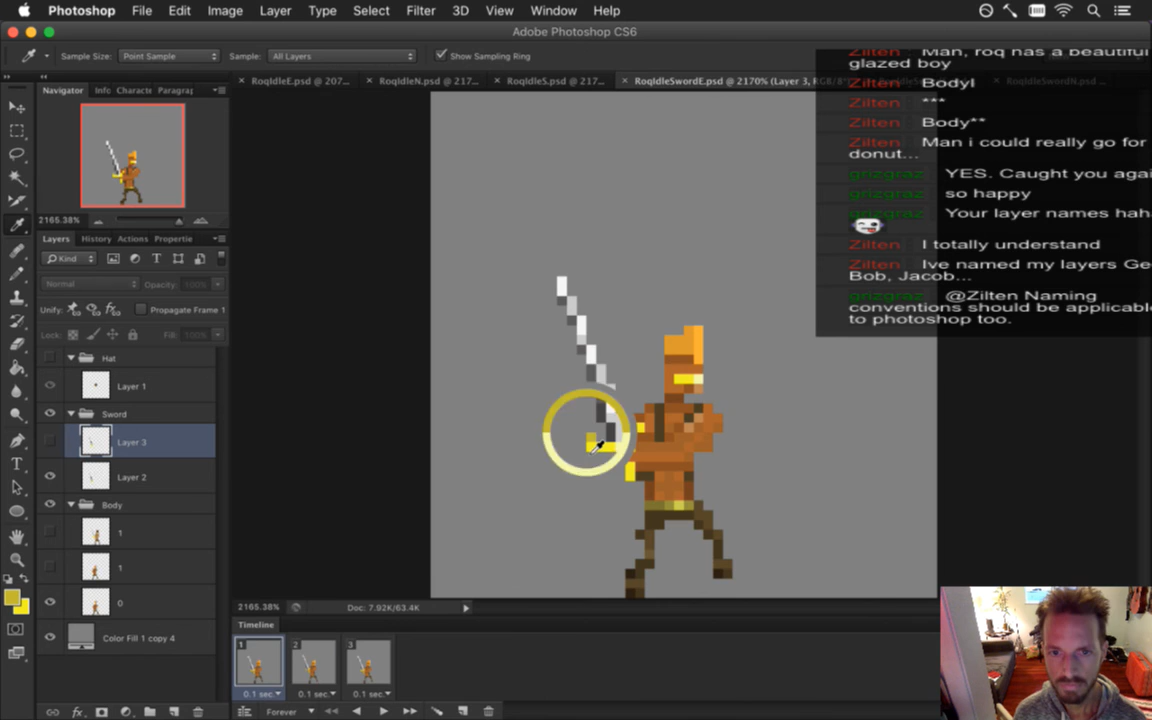 Photoshop File Edit Image Layer Type Select Filter 3D View Window Help
Adobe Photoshop CS6
Sample Size: Point Sample Sample: All Layers Show Sampling Ring
Navigator Info Charact Paragra
RoqIdleE.psd @ 207... RoqIdleN.psd @ 217... RoqIdleS.psd @ 217... RoqIdleSwordE.psd @ 2170% (Layer 3, RGB/8*)
Zilten Man, roq has a beautiful
glazed boy
Zilten Bodyl
Zilten ***
Zilten Body**
Zilten Man i could really go for
donut...
grizgraz YES. Caught you agai
grizgraz so happy
grizgraz Your layer names hah
Zilten I totally understand
Zilten Ive named my layers Ge
Bob, Jacob...
grizgraz @Zilten Naming
conventions should be applicable
to photoshop too.
2165.38%
Layers History Actions Propertie
Kind
Normal Opacity: 100%
Unify: Propagate Frame 1
Lock: Fill: 100%
Hat
Layer 1
Sword
Layer 3
Layer 2
Body
1
1
0
Color Fill 1 copy 4
2165.38% Doc: 7.92K/63.4K
Timeline
1 2 3
0.1 sec. 0.1 sec. 0.1 sec.
Forever